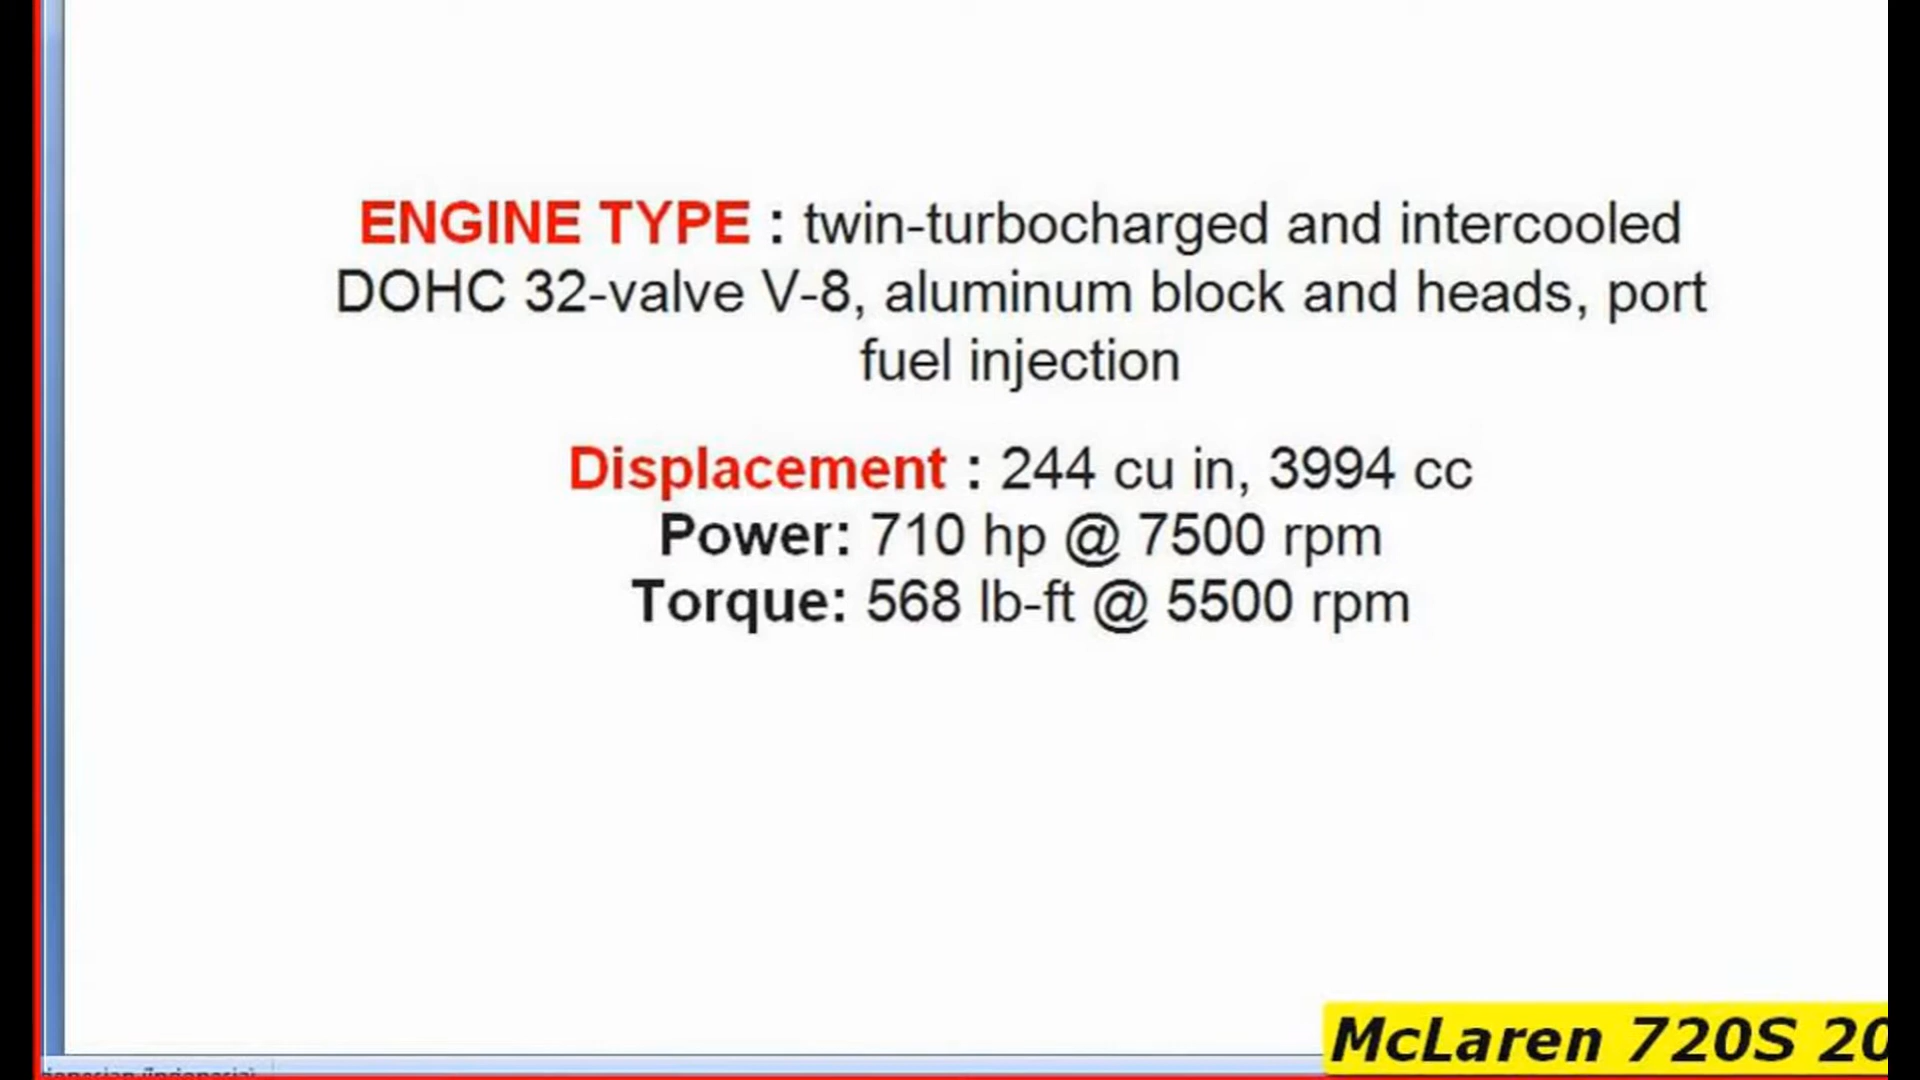 ENGINE TYPE : twin-turbocharged and intercooled
DOHC 32-valve V-8, aluminum block and heads, port
fuel injection
Displacement : 244 cu in, 3994 cc
Power: 710 hp @ 7500 rpm
Torque: 568 lb-ft @ 5500 rpm
McLaren 720S 20